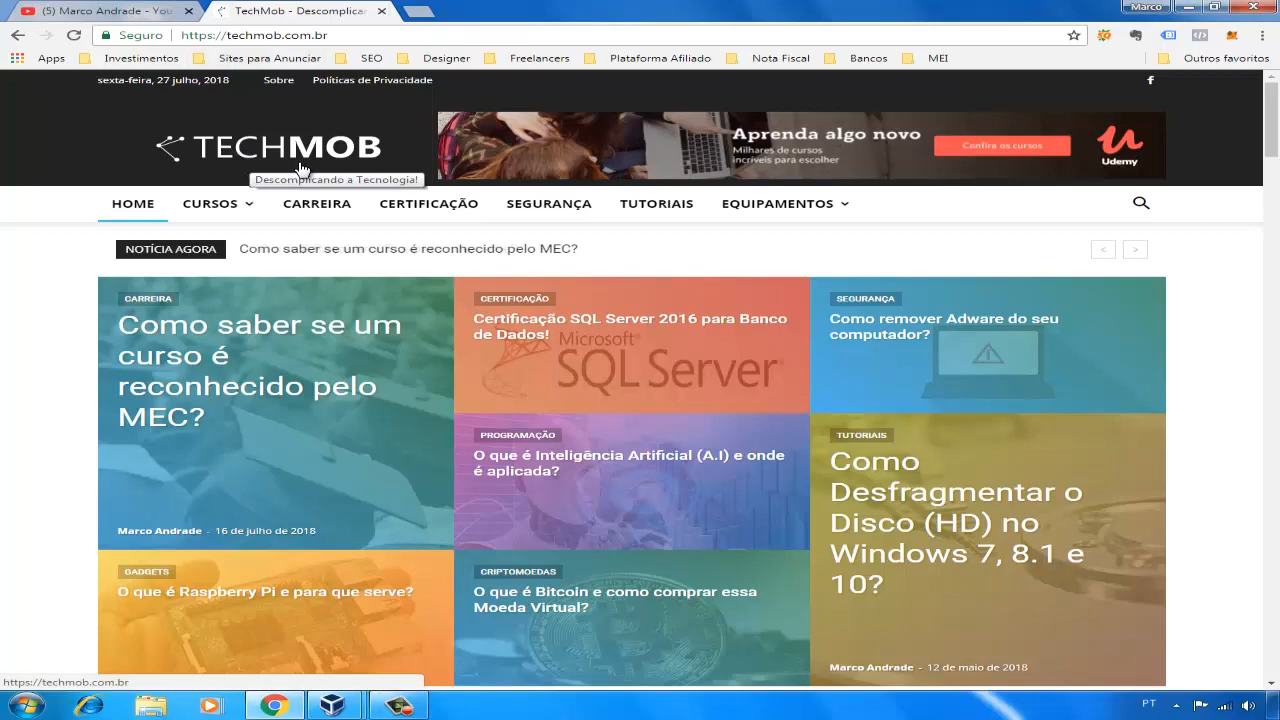 (5) Marco Andrade - You
TechMob - Descomplicar
Marco
Seguro
https://techmob.com.br
Apps
Investimentos
Sites para Anunciar
SEO
Designer
Freelancers
Plataforma Afiliado
Nota Fiscal
Bancos
MEI
Outros favoritos
sexta-feira, 27 julho, 2018
Sobre
Políticas de Privacidade
f
TECHMOB
Descomplicando a Tecnologia!
Aprenda algo novo
Milhares de cursos
incríveis para escolher
Confira os cursos
Udemy
HOME
CURSOS
CARREIRA
CERTIFICAÇÃO
SEGURANÇA
TUTORIAIS
EQUIPAMENTOS
NOTÍCIA AGORA
Como saber se um curso é reconhecido pelo MEC?
<
>
CARREIRA
Como saber se um
curso é
reconhecido pelo
MEC?
Marco Andrade - 16 de julho de 2018
CERTIFICAÇÃO
Certificação SQL Server 2016 para Banco
de Dados!
Microsoft
SQL Server
SEGURANÇA
Como remover Adware do seu
computador?
PROGRAMAÇÃO
O que é Inteligência Artificial (A.I) e onde
é aplicada?
TUTORIAIS
Como
Desfragmentar o
Disco (HD) no
Windows 7, 8.1 e
10?
Marco Andrade - 12 de maio de 2018
GADGETS
O que é Raspberry Pi e para que serve?
CRIPTOMOEDAS
O que é Bitcoin e como comprar essa
Moeda Virtual?
https://techmob.com.br
PT